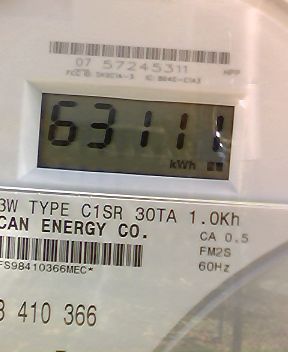 07 57245311
63111
kWh
3W TYPE C1SR 30TA 1.0Kh
CAN ENERGY CO.
CA 0.5
FM2S
60Hz
FS98410366MEC*
8 410 366